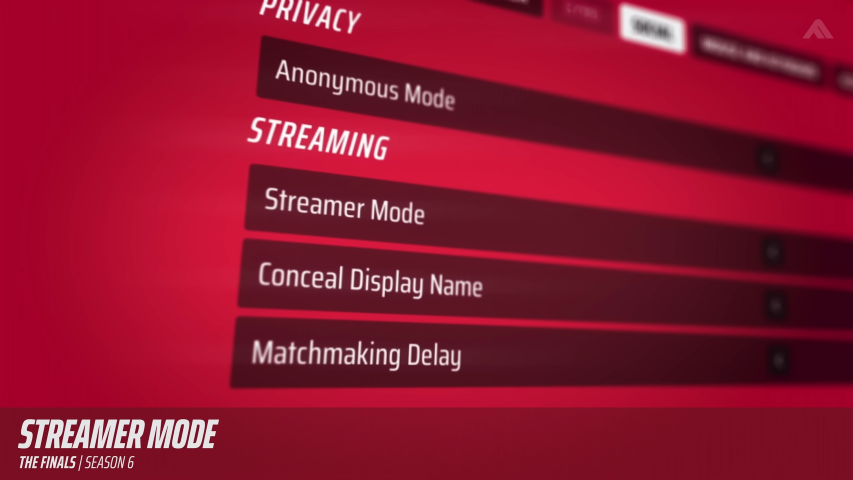 PRIVACY
Anonymous Mode
STREAMING
Streamer Mode
Conceal Display Name
Matchmaking Delay
STREAMER MODE
THE FINALS | SEASON 6